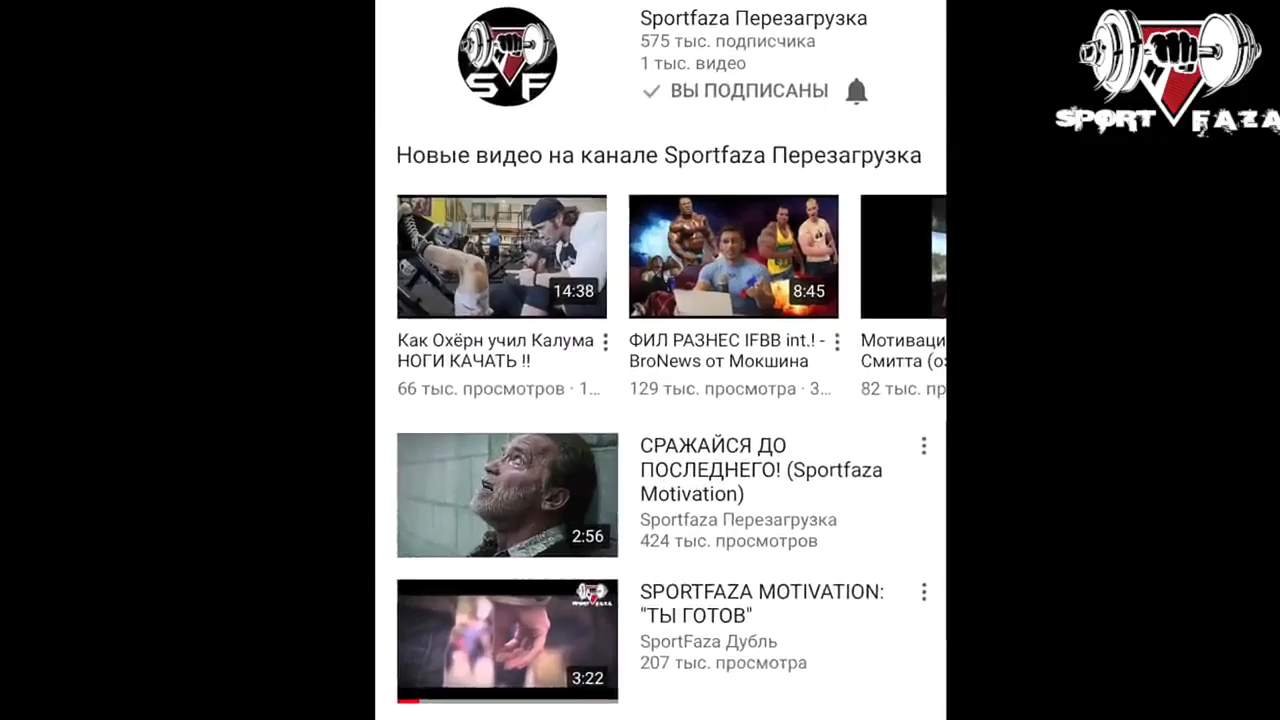 Sportfaza Перезагрузка
575 тыс. подписчика
1 тыс. видео
ВЫ ПОДПИСАНЫ
S F
SPORT FAZA
Новые видео на канале Sportfaza Перезагрузка
14:38
8:45
Как Охёрн учил Калума
НОГИ КАЧАТЬ !!
66 тыс. просмотров · 1...
ФИЛ РАЗНЕС IFBB int.! -
BroNews от Мокшина
129 тыс. просмотра · 3...
Мотиваци
Смитта (оз
82 тыс. пр
2:56
СРАЖАЙСЯ ДО
ПОСЛЕДНЕГО! (Sportfaza
Motivation)
Sportfaza Перезагрузка
424 тыс. просмотров
SPORT FAZA
3:22
SPORTFAZA MOTIVATION:
"ТЫ ГОТОВ"
SportFaza Дубль
207 тыс. просмотра